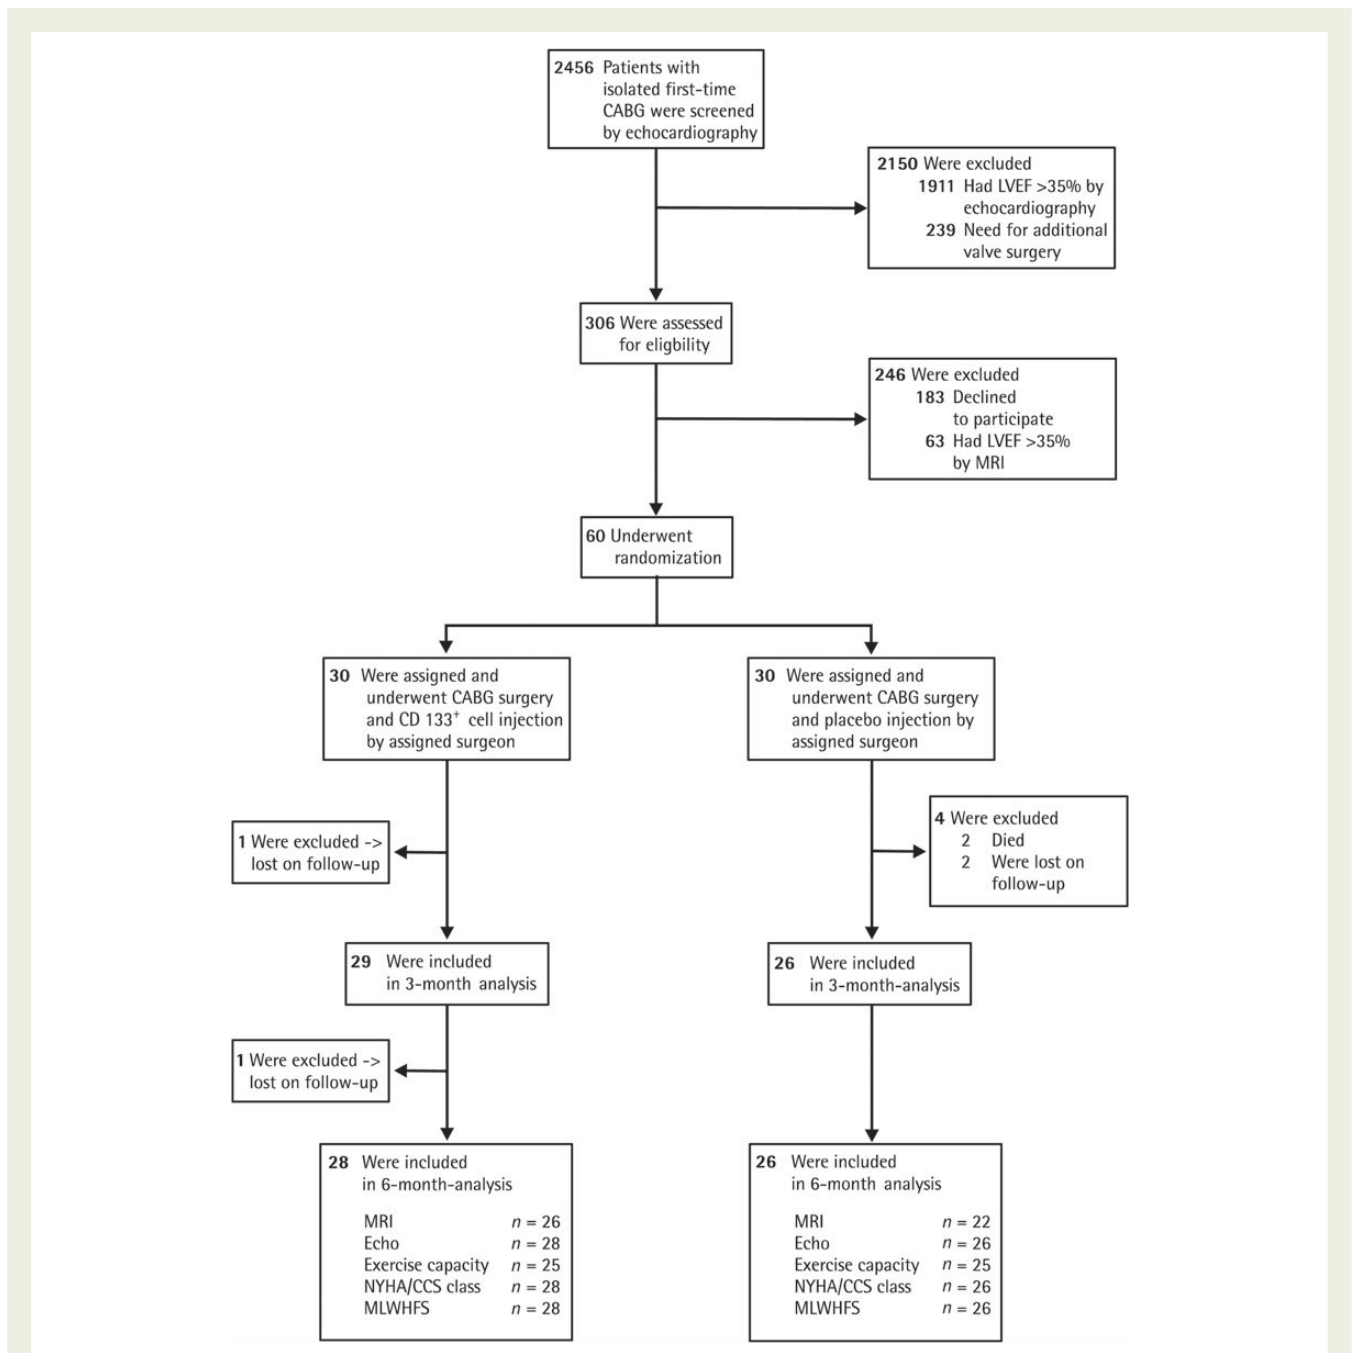 2456 Patients with
isolated first-time
CABG were screened
by echocardiography
2150 Were excluded
1911 Had LVEF >35% by
echocardiography
239 Need for additional
valve surgery
306 Were assessed
for eligbility
246 Were excluded
183 Declined
to participate
63 Had LVEF >35%
by MRI
60 Underwent
randomization
30 Were assigned and
underwent CABG surgery
and CD 133⁺ cell injection
by assigned surgeon
30 Were assigned and
underwent CABG surgery
and placebo injection by
assigned surgeon
1 Were excluded ->
lost on follow-up
4 Were excluded
2 Died
2 Were lost on
follow-up
29 Were included
in 3-month analysis
26 Were included
in 3-month-analysis
1 Were excluded ->
lost on follow-up
28 Were included
in 6-month-analysis
MRI n = 26
Echo n = 28
Exercise capacity n = 25
NYHA/CCS class n = 28
MLWHFS n = 28
26 Were included
in 6-month analysis
MRI n = 22
Echo n = 26
Exercise capacity n = 25
NYHA/CCS class n = 26
MLWHFS n = 26